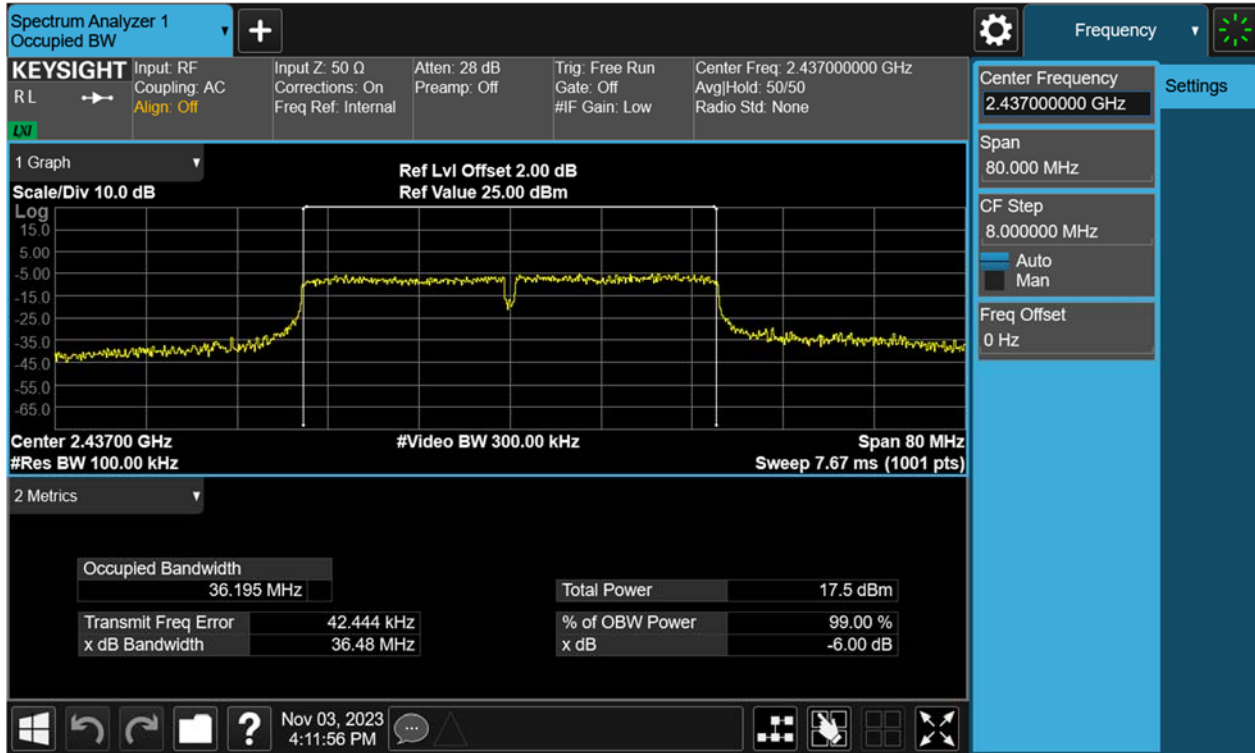 Spectrum Analyzer 1
Occupied BW
Frequency
KEYSIGHT
RL
LXI
Input: RF
Coupling: AC
Align: Off
Input Z: 50 Ω
Corrections: On
Freq Ref: Internal
Atten: 28 dB
Preamp: Off
Trig: Free Run
Gate: Off
#IF Gain: Low
Center Freq: 2.437000000 GHz
Avg|Hold: 50/50
Radio Std: None
1 Graph
Scale/Div 10.0 dB
Ref Lvl Offset 2.00 dB
Ref Value 25.00 dBm
Log
15.0
5.00
-5.00
-15.0
-25.0
-35.0
-45.0
-55.0
-65.0
Center 2.43700 GHz
#Res BW 100.00 kHz
#Video BW 300.00 kHz
Span 80 MHz
Sweep 7.67 ms (1001 pts)
2 Metrics
Occupied Bandwidth
36.195 MHz
Transmit Freq Error 42.444 kHz
x dB Bandwidth 36.48 MHz
Total Power 17.5 dBm
% of OBW Power 99.00 %
x dB -6.00 dB
Center Frequency
2.437000000 GHz
Settings
Span
80.000 MHz
CF Step
8.000000 MHz
Auto
Man
Freq Offset
0 Hz
?
Nov 03, 2023
4:11:56 PM